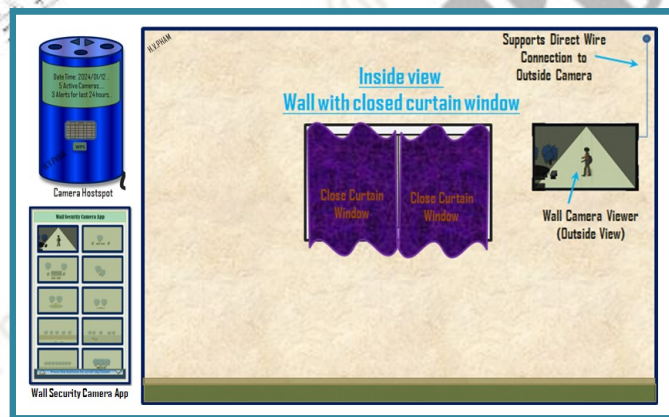 H.V.PHAM
Date Time: 2024/01/12...
5 Active Cameras....
3 Alerts for last 24 hours...
WPS
H.V.PHAM
Camera Hostspot
Wall Security Camera App
Wall Security Camera App
Inside view
Wall with closed curtain window
Close Curtain
Window
Close Curtain
Window
Supports Direct Wire
Connection to
Outside Camera
Wall Camera Viewer
(Outside View)